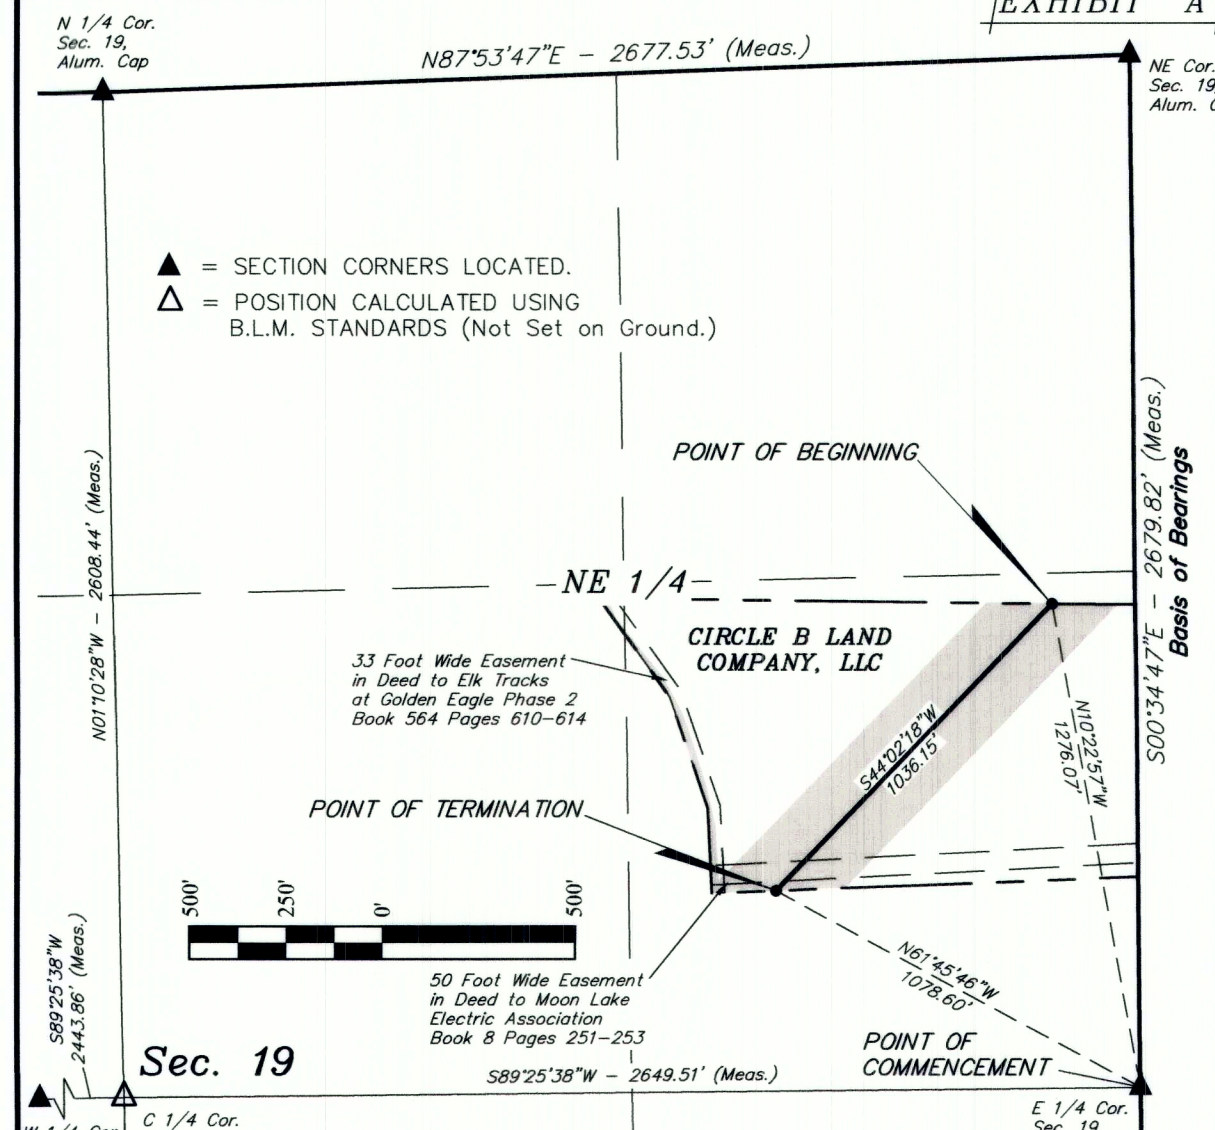 EXHIBIT "A
N 1/4 Cor.
Sec. 19,
Alum. Cap
N87°53'47"E - 2677.53' (Meas.)
NE Cor.
Sec. 19,
Alum.
▲ = SECTION CORNERS LOCATED.
△ = POSITION CALCULATED USING
B.L.M. STANDARDS (Not Set on Ground.)
N01°10'28"W - 2608.44' (Meas.)
S00°34'47"E - 2679.82' (Meas.)
Basis of Bearings
POINT OF BEGINNING
NE 1/4
CIRCLE B LAND
COMPANY, LLC
33 Foot Wide Easement
in Deed to Elk Tracks
at Golden Eagle Phase 2
Book 564 Pages 610-614
S44°02'18"W
1036.15'
N10°22'57"W
1276.07'
POINT OF TERMINATION
500'
250'
0'
500'
S89°25'38"W
2443.86' (Meas.)
50 Foot Wide Easement
in Deed to Moon Lake
Electric Association
Book 8 Pages 251-253
N61°45'46"W
1078.60'
Sec. 19
S89°25'38"W - 2649.51' (Meas.)
POINT OF
COMMENCEMENT
C 1/4 Cor.
E 1/4 Cor.
Sec. 19